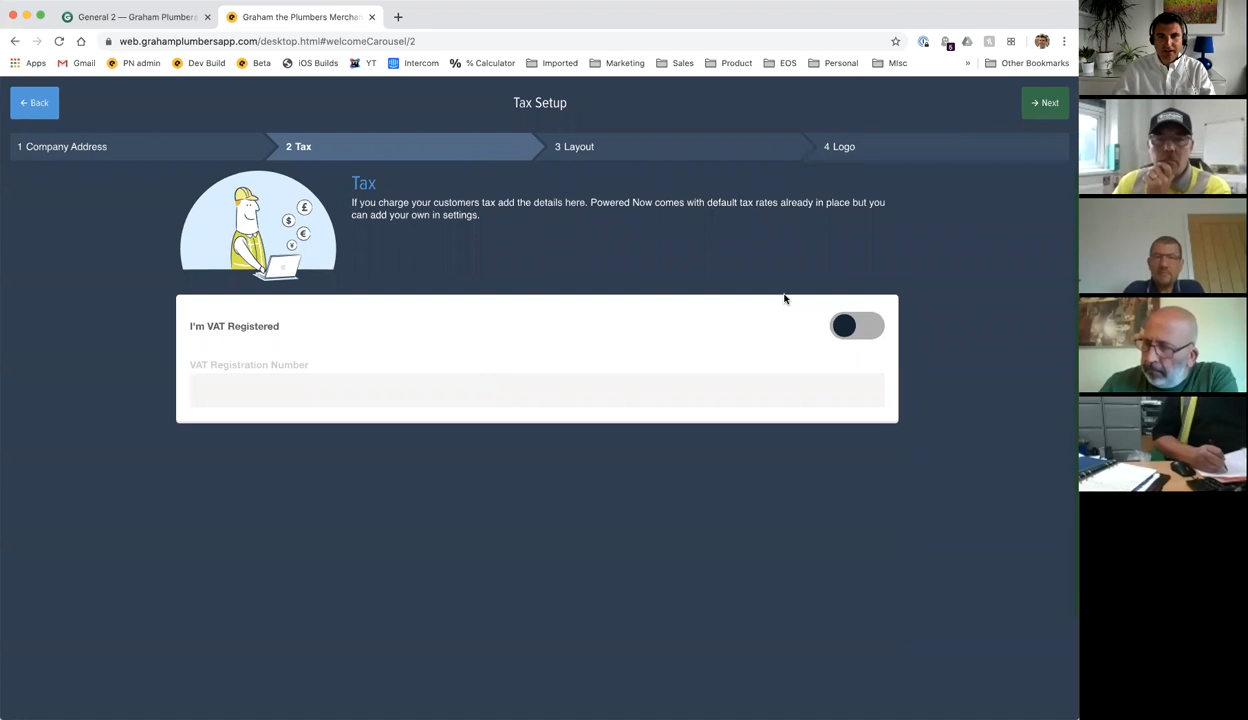 General 2 — Graham Plumbers
Graham the Plumbers Merchan
web.grahamplumbersapp.com/desktop.html#welcomeCarousel/2
Apps
Gmail
PN admin
Dev Build
Beta
iOS Builds
YT
Intercom
% Calculator
Imported
Marketing
Sales
Product
EOS
Personal
MIsc
»
Other Bookmarks
← Back
Tax Setup
→ Next
1 Company Address
2 Tax
3 Layout
4 Logo
Tax
If you charge your customers tax add the details here. Powered Now comes with default tax rates already in place but you
can add your own in settings.
£
$
€
¥
I'm VAT Registered
VAT Registration Number